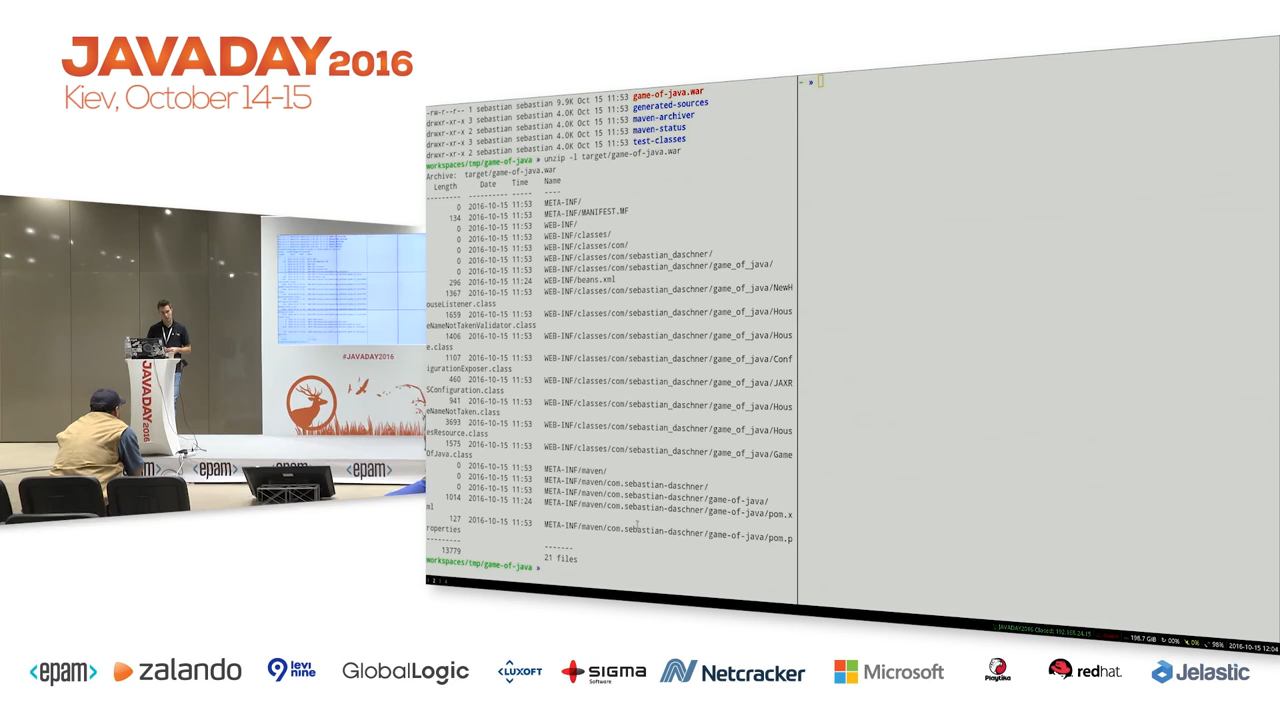 JAVADAY2016
Kiev, October 14-15
-rw-r--r-- 1 sebastian sebastian 9.9K Oct 15 11:53 game-of-java.war
drwxr-xr-x 3 sebastian sebastian 4.0K Oct 15 11:53 generated-sources
drwxr-xr-x 2 sebastian sebastian 4.0K Oct 15 11:53 maven-archiver
drwxr-xr-x 3 sebastian sebastian 4.0K Oct 15 11:53 maven-status
drwxr-xr-x 2 sebastian sebastian 4.0K Oct 15 11:53 test-classes
workspaces/tmp/game-of-java » unzip -l target/game-of-java.war
Archive: target/game-of-java.war
Length Date Time Name
--------- ---------- ----- ----
0 2016-10-15 11:53 META-INF/
134 2016-10-15 11:53 META-INF/MANIFEST.MF
0 2016-10-15 11:53 WEB-INF/
0 2016-10-15 11:53 WEB-INF/classes/
0 2016-10-15 11:53 WEB-INF/classes/com/
0 2016-10-15 11:53 WEB-INF/classes/com/sebastian_daschner/
0 2016-10-15 11:53 WEB-INF/classes/com/sebastian_daschner/game_of_java/
296 2016-10-15 11:24 WEB-INF/beans.xml
1367 2016-10-15 11:53 WEB-INF/classes/com/sebastian_daschner/game_of_java/NewH
ouseListener.class
1659 2016-10-15 11:53 WEB-INF/classes/com/sebastian_daschner/game_of_java/Hous
eNameNotTakenValidator.class
1406 2016-10-15 11:53 WEB-INF/classes/com/sebastian_daschner/game_of_java/Hous
e.class
1107 2016-10-15 11:53 WEB-INF/classes/com/sebastian_daschner/game_of_java/Conf
igurationExposer.class
460 2016-10-15 11:53 WEB-INF/classes/com/sebastian_daschner/game_of_java/JAXR
SConfiguration.class
941 2016-10-15 11:53 WEB-INF/classes/com/sebastian_daschner/game_of_java/Hous
eNameNotTaken.class
3693 2016-10-15 11:53 WEB-INF/classes/com/sebastian_daschner/game_of_java/Hous
esResource.class
1575 2016-10-15 11:53 WEB-INF/classes/com/sebastian_daschner/game_of_java/Game
OfJava.class
0 2016-10-15 11:53 META-INF/maven/
0 2016-10-15 11:53 META-INF/maven/com.sebastian-daschner/
0 2016-10-15 11:53 META-INF/maven/com.sebastian-daschner/game-of-java/
1014 2016-10-15 11:24 META-INF/maven/com.sebastian-daschner/game-of-java/pom.x
ml
127 2016-10-15 11:53 META-INF/maven/com.sebastian-daschner/game-of-java/pom.p
roperties
--------- -------
13779 21 files
workspaces/tmp/game-of-java »
~ »
1 2 3 4
198.7 GiB 00% 0% 98% 2016-10-15 12:04
#JAVADAY2016
JAVADAY2016
<epam>
<epam>
<epam>
<epam> zalando 9 levi nine GlobalLogic LUXOFT SIGMA Software Netcracker Microsoft Playtika redhat. Jelastic